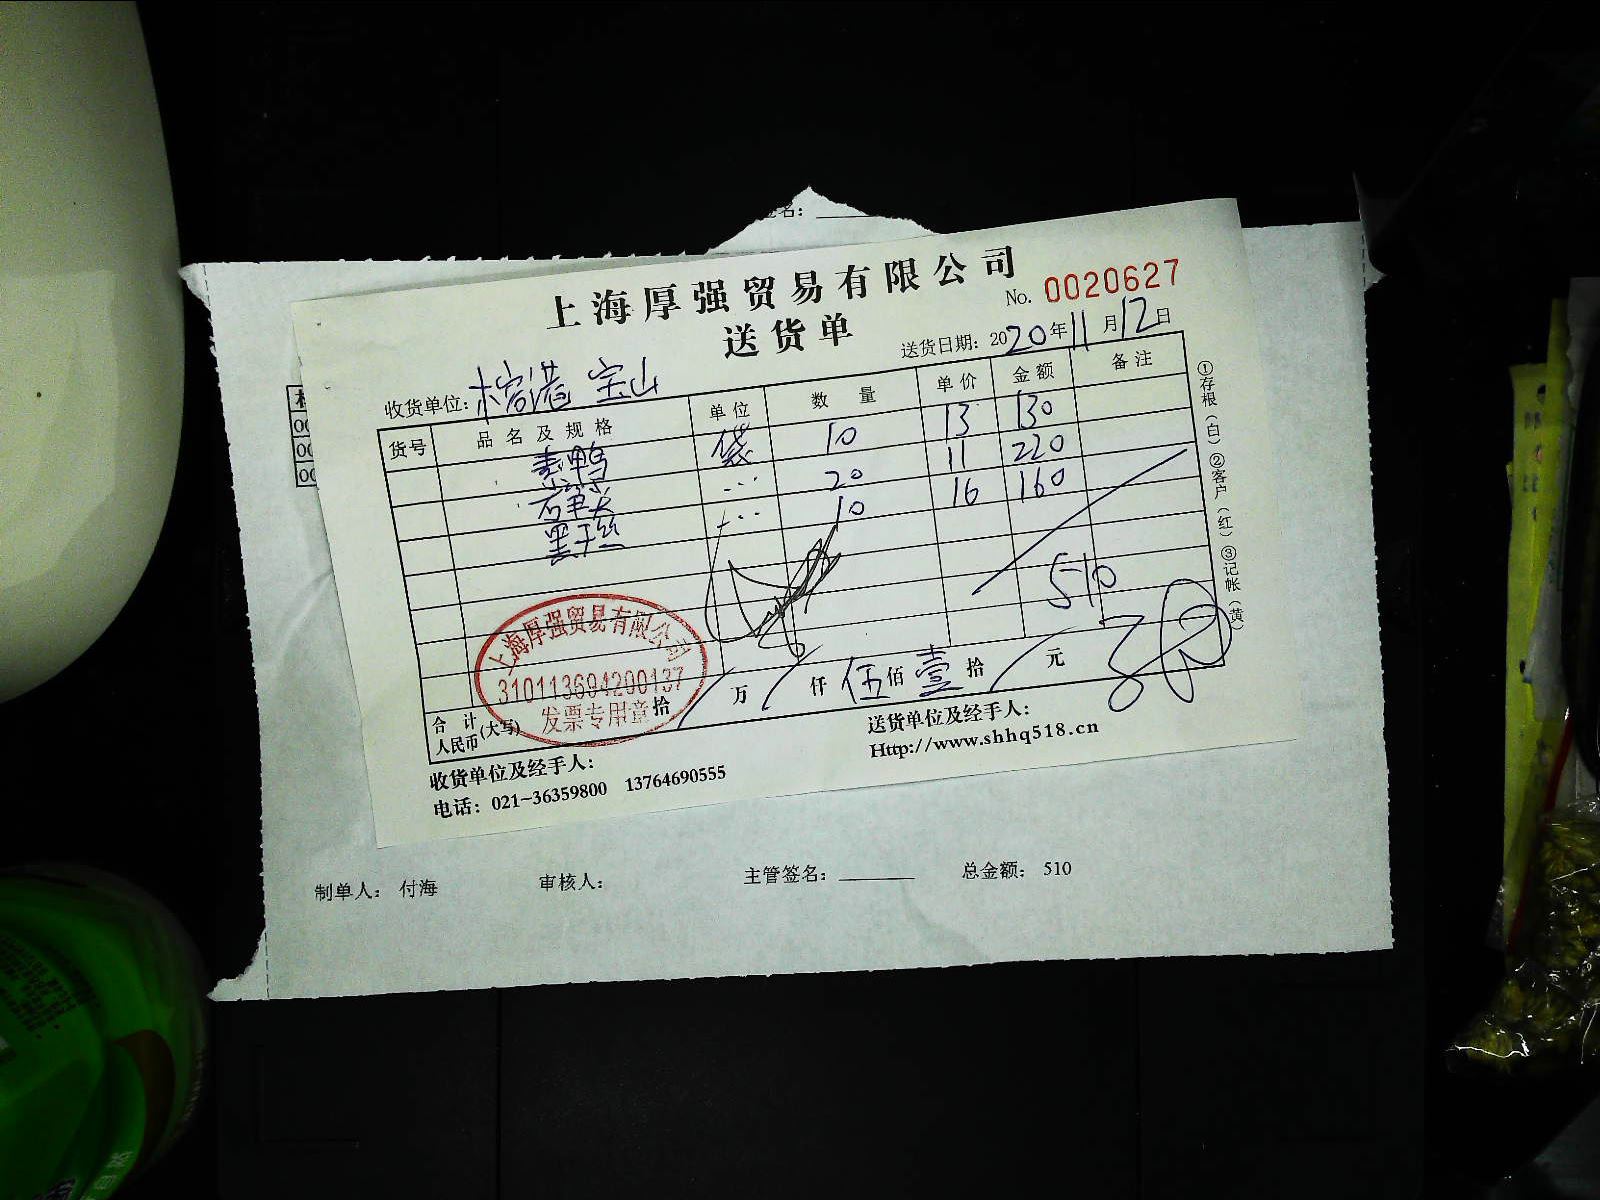 签名：
上海厚强贸易有限公司
No. 0020627
送货单
送货日期：2020年11月12日
收货单位： 宝山
货号 品名及规格 单位 数量 单价 金额 备注
素鸭 袋 10 13 130
20 11 220
黑干丝 10 16 160
510
上海厚强贸易有限公司
310113694200137
发票专用章
合计人民币(大写) 拾 万 仟 伍佰 壹拾 元
收货单位及经手人：
送货单位及经手人：
电话：021-36359800 13764690555
Http://www.shhq518.cn
①存根(白)②客户(红)③记帐(黄)
制单人： 付海 审核人： 主管签名： 总金额： 510